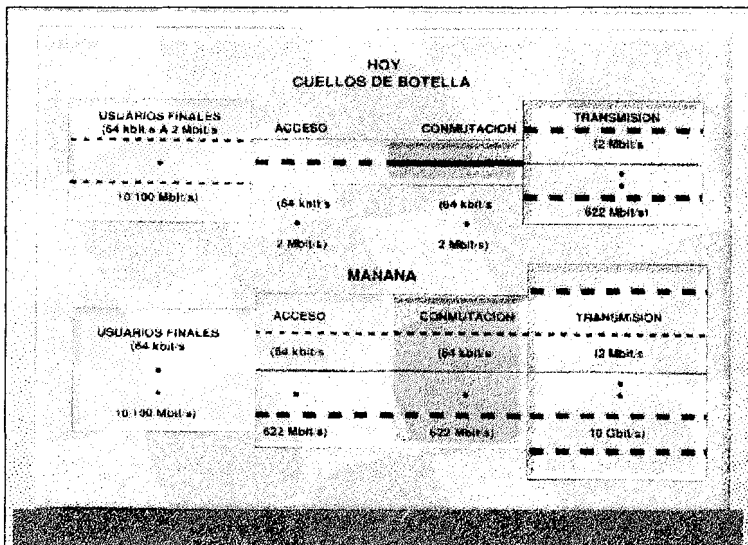 HOY
CUELLOS DE BOTELLA
USUARIOS FINALES
(64 kbit/s A 2 Mbit/s
10 100 Mbit/s)
ACCESO
(64 kbit/s
2 Mbit/s)
CONMUTACION
(64 kbit/s
2 Mbit/s)
TRANSMISION
(2 Mbit/s
622 Mbit/s)
MAÑANA
USUARIOS FINALES
(64 kbit/s
10 100 Mbit/s)
ACCESO
(64 kbit/s
622 Mbit/s)
CONMUTACION
(64 kbit/s
622 Mbit/s)
TRANSMISION
(2 Mbit/s
10 Gbit/s)